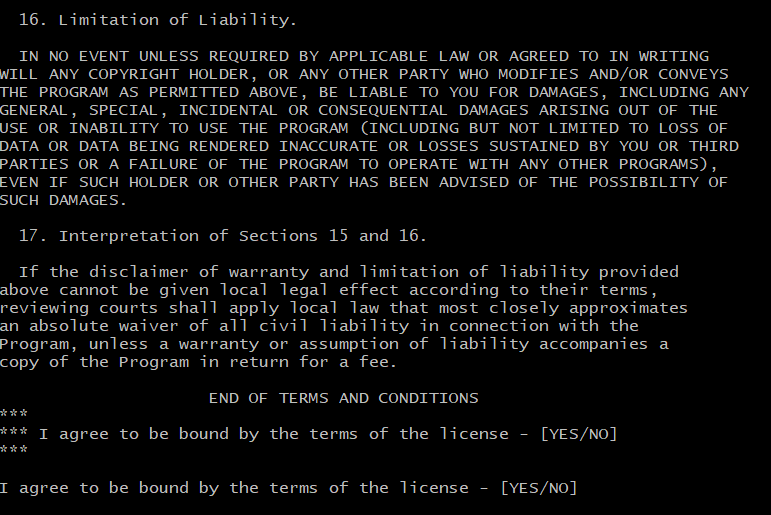 16. Limitation of Liability.
IN NO EVENT UNLESS REQUIRED BY APPLICABLE LAW OR AGREED TO IN WRITING
WILL ANY COPYRIGHT HOLDER, OR ANY OTHER PARTY WHO MODIFIES AND/OR CONVEYS
THE PROGRAM AS PERMITTED ABOVE, BE LIABLE TO YOU FOR DAMAGES, INCLUDING ANY
GENERAL, SPECIAL, INCIDENTAL OR CONSEQUENTIAL DAMAGES ARISING OUT OF THE
USE OR INABILITY TO USE THE PROGRAM (INCLUDING BUT NOT LIMITED TO LOSS OF
DATA OR DATA BEING RENDERED INACCURATE OR LOSSES SUSTAINED BY YOU OR THIRD
PARTIES OR A FAILURE OF THE PROGRAM TO OPERATE WITH ANY OTHER PROGRAMS),
EVEN IF SUCH HOLDER OR OTHER PARTY HAS BEEN ADVISED OF THE POSSIBILITY OF
SUCH DAMAGES.
17. Interpretation of Sections 15 and 16.
If the disclaimer of warranty and limitation of liability provided
above cannot be given local legal effect according to their terms,
reviewing courts shall apply local law that most closely approximates
an absolute waiver of all civil liability in connection with the
Program, unless a warranty or assumption of liability accompanies a
copy of the Program in return for a fee.
END OF TERMS AND CONDITIONS
***
*** I agree to be bound by the terms of the license - [YES/NO]
***
I agree to be bound by the terms of the license - [YES/NO]